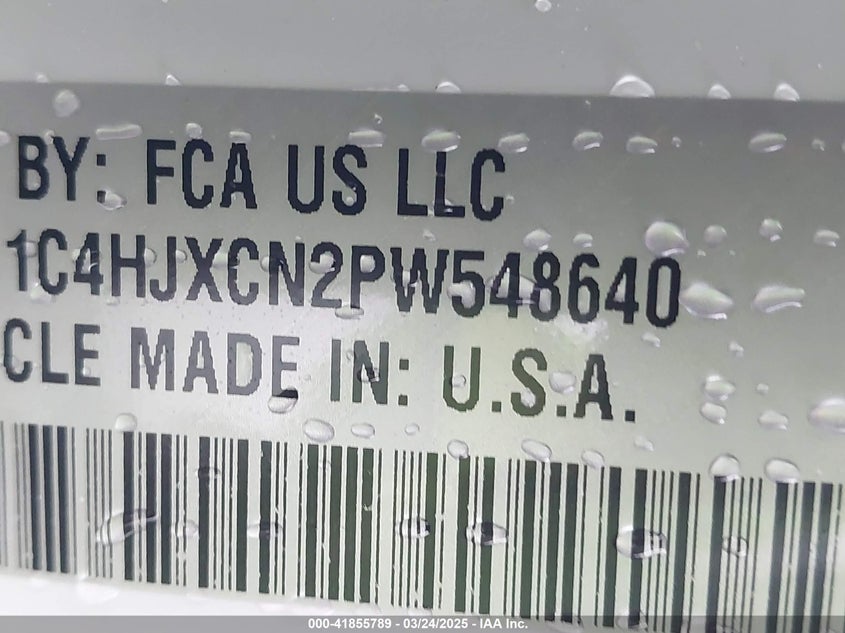 BY: FCA US LLC
1C4HJXCN2PW548640
CLE MADE IN: U.S.A.
000-41855789 - 03/24/2025 - IAA Inc.